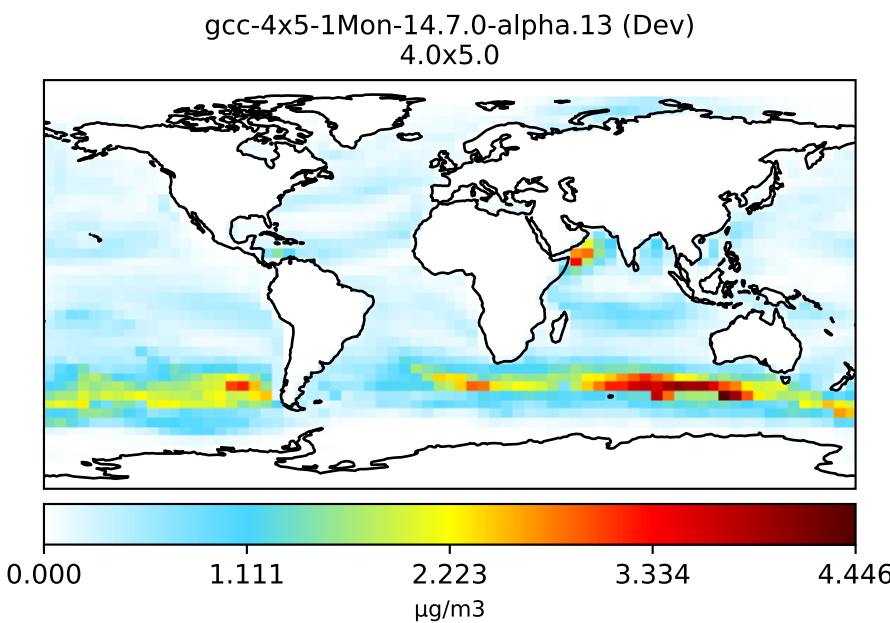 gcc-4x5-1Mon-14.7.0-alpha.13 (Dev)
4.0x5.0
0.000 1.111 2.223 3.334 4.446
μg/m3